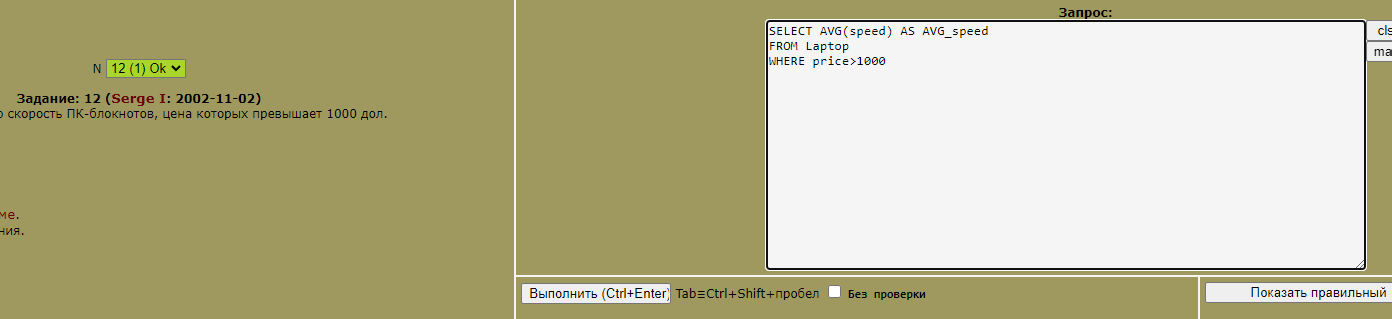 Запрос:
SELECT AVG(speed) AS AVG_speed
FROM Laptop
WHERE price>1000
cls
ma
N 12 (1) Ok
Задание: 12 (Serge I: 2002-11-02)
скорость ПК-блокнотов, цена которых превышает 1000 дол.
ме.
ния.
Выполнить (Ctrl+Enter) Tab≡Ctrl+Shift+пробел Без проверки
Показать правильный